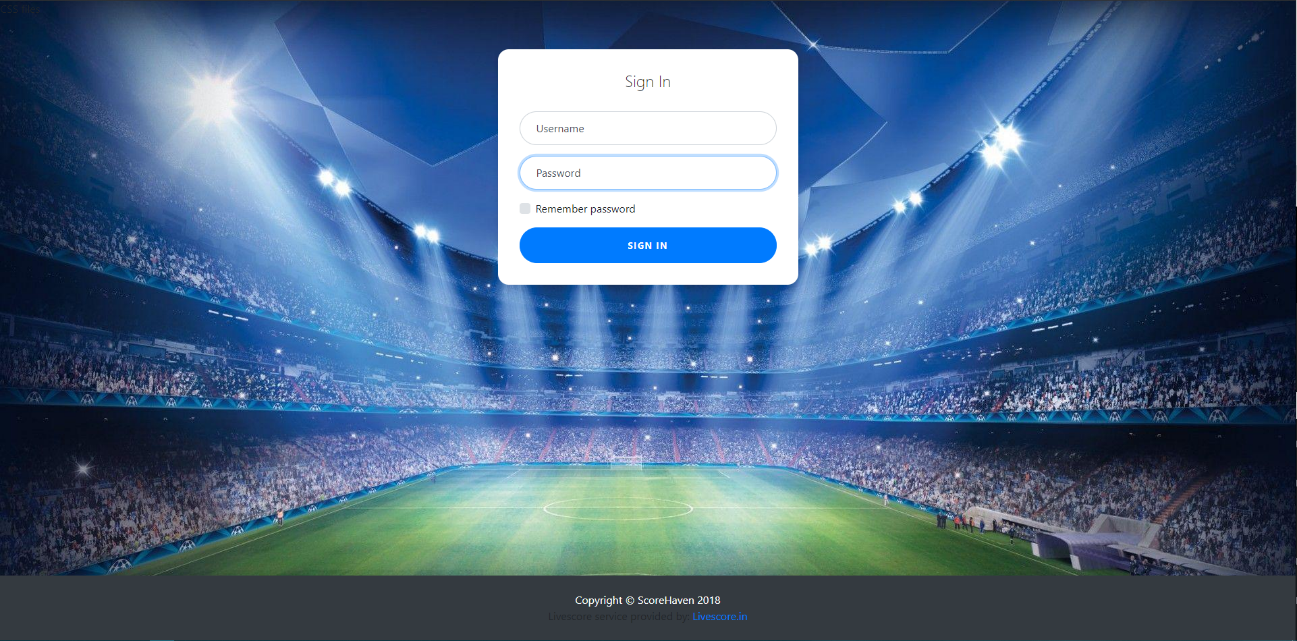 Sign In
Username
Password
Remember password
SIGN IN
Copyright © ScoreHaven 2018
Livescore service provided by: Livescore.in